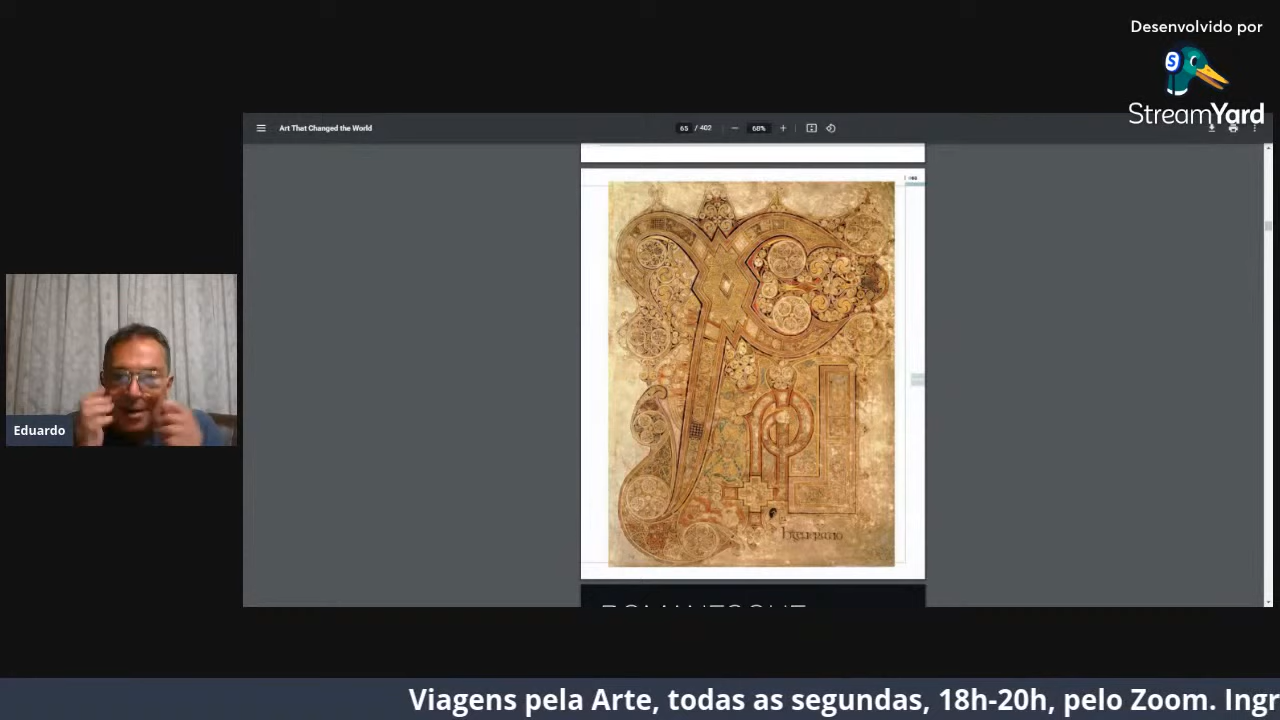 Desenvolvido por
StreamYard
Art That Changed the World
65 / 402
68%
Eduardo
Viagens pela Arte, todas as segundas, 18h-20h, pelo Zoom. Ingr